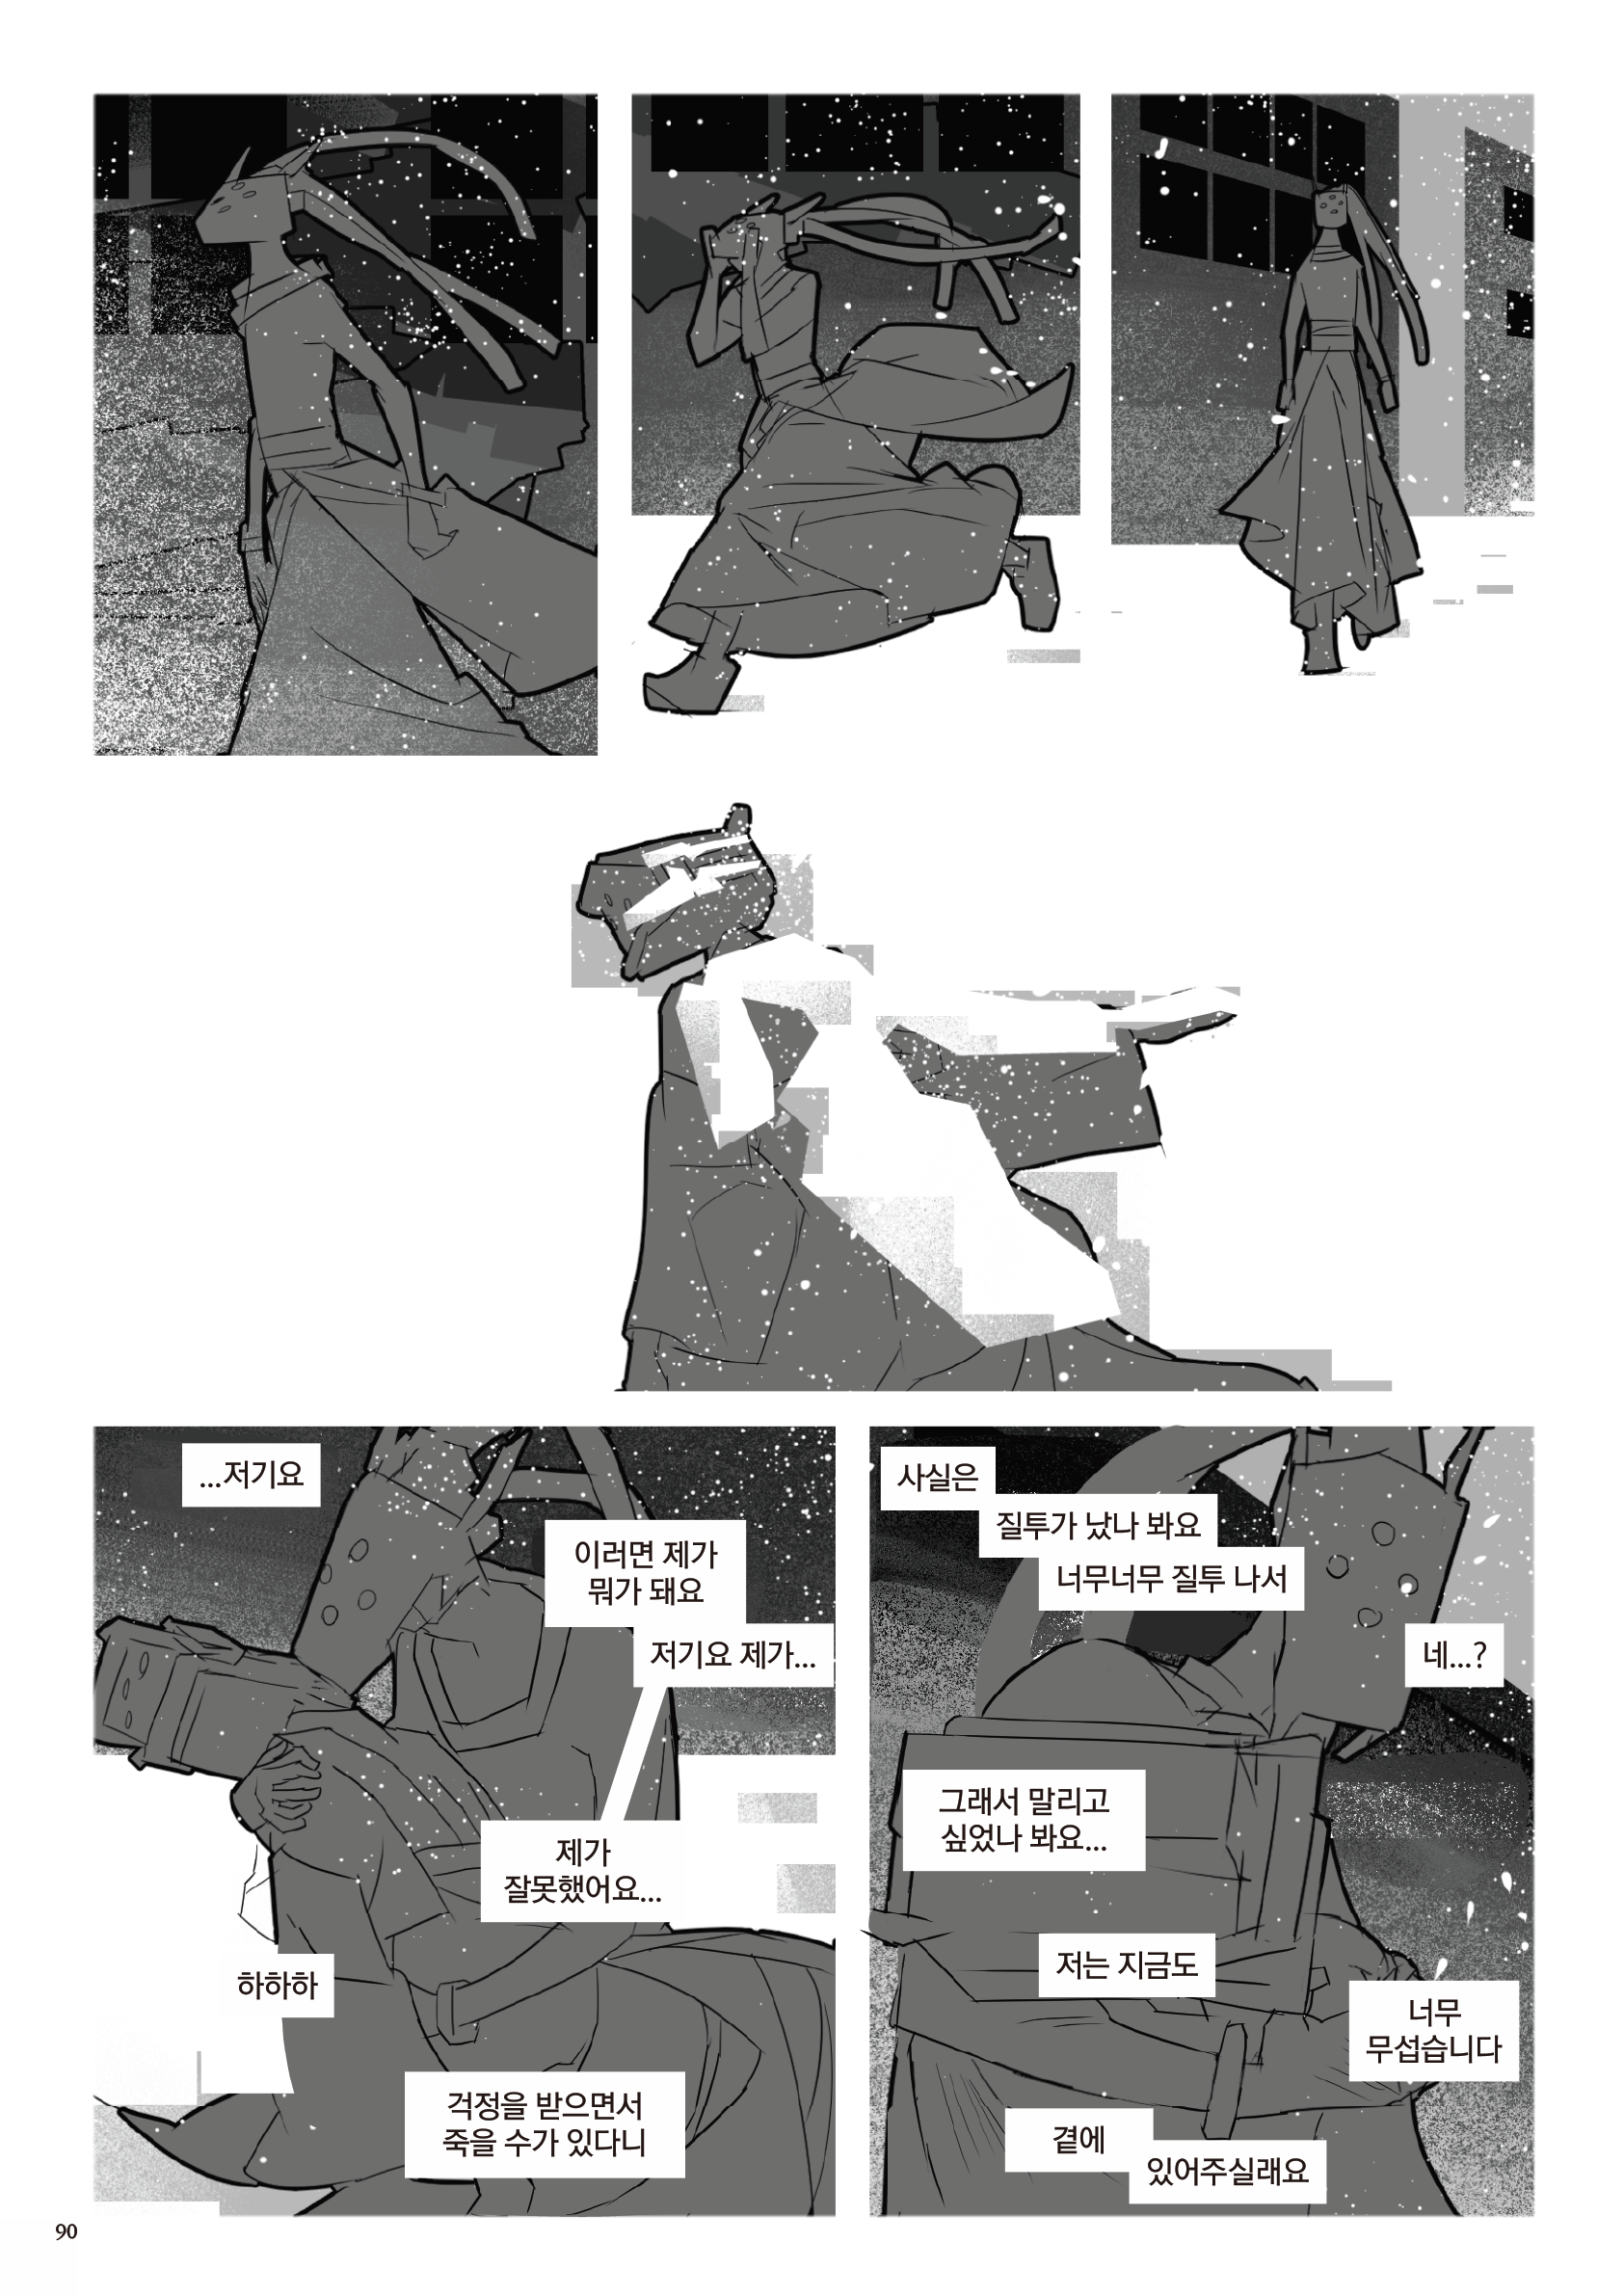 ...저기요
이러면 제가
뭐가 돼요
저기요 제가...
제가
잘못했어요...
하하하
걱정을 받으면서
죽을 수가 있다니
사실은
질투가 났나 봐요
너무너무 질투 나서
네...?
그래서 말리고
싶었나 봐요...
저는 지금도
너무
무섭습니다
곁에
있어주실래요
90